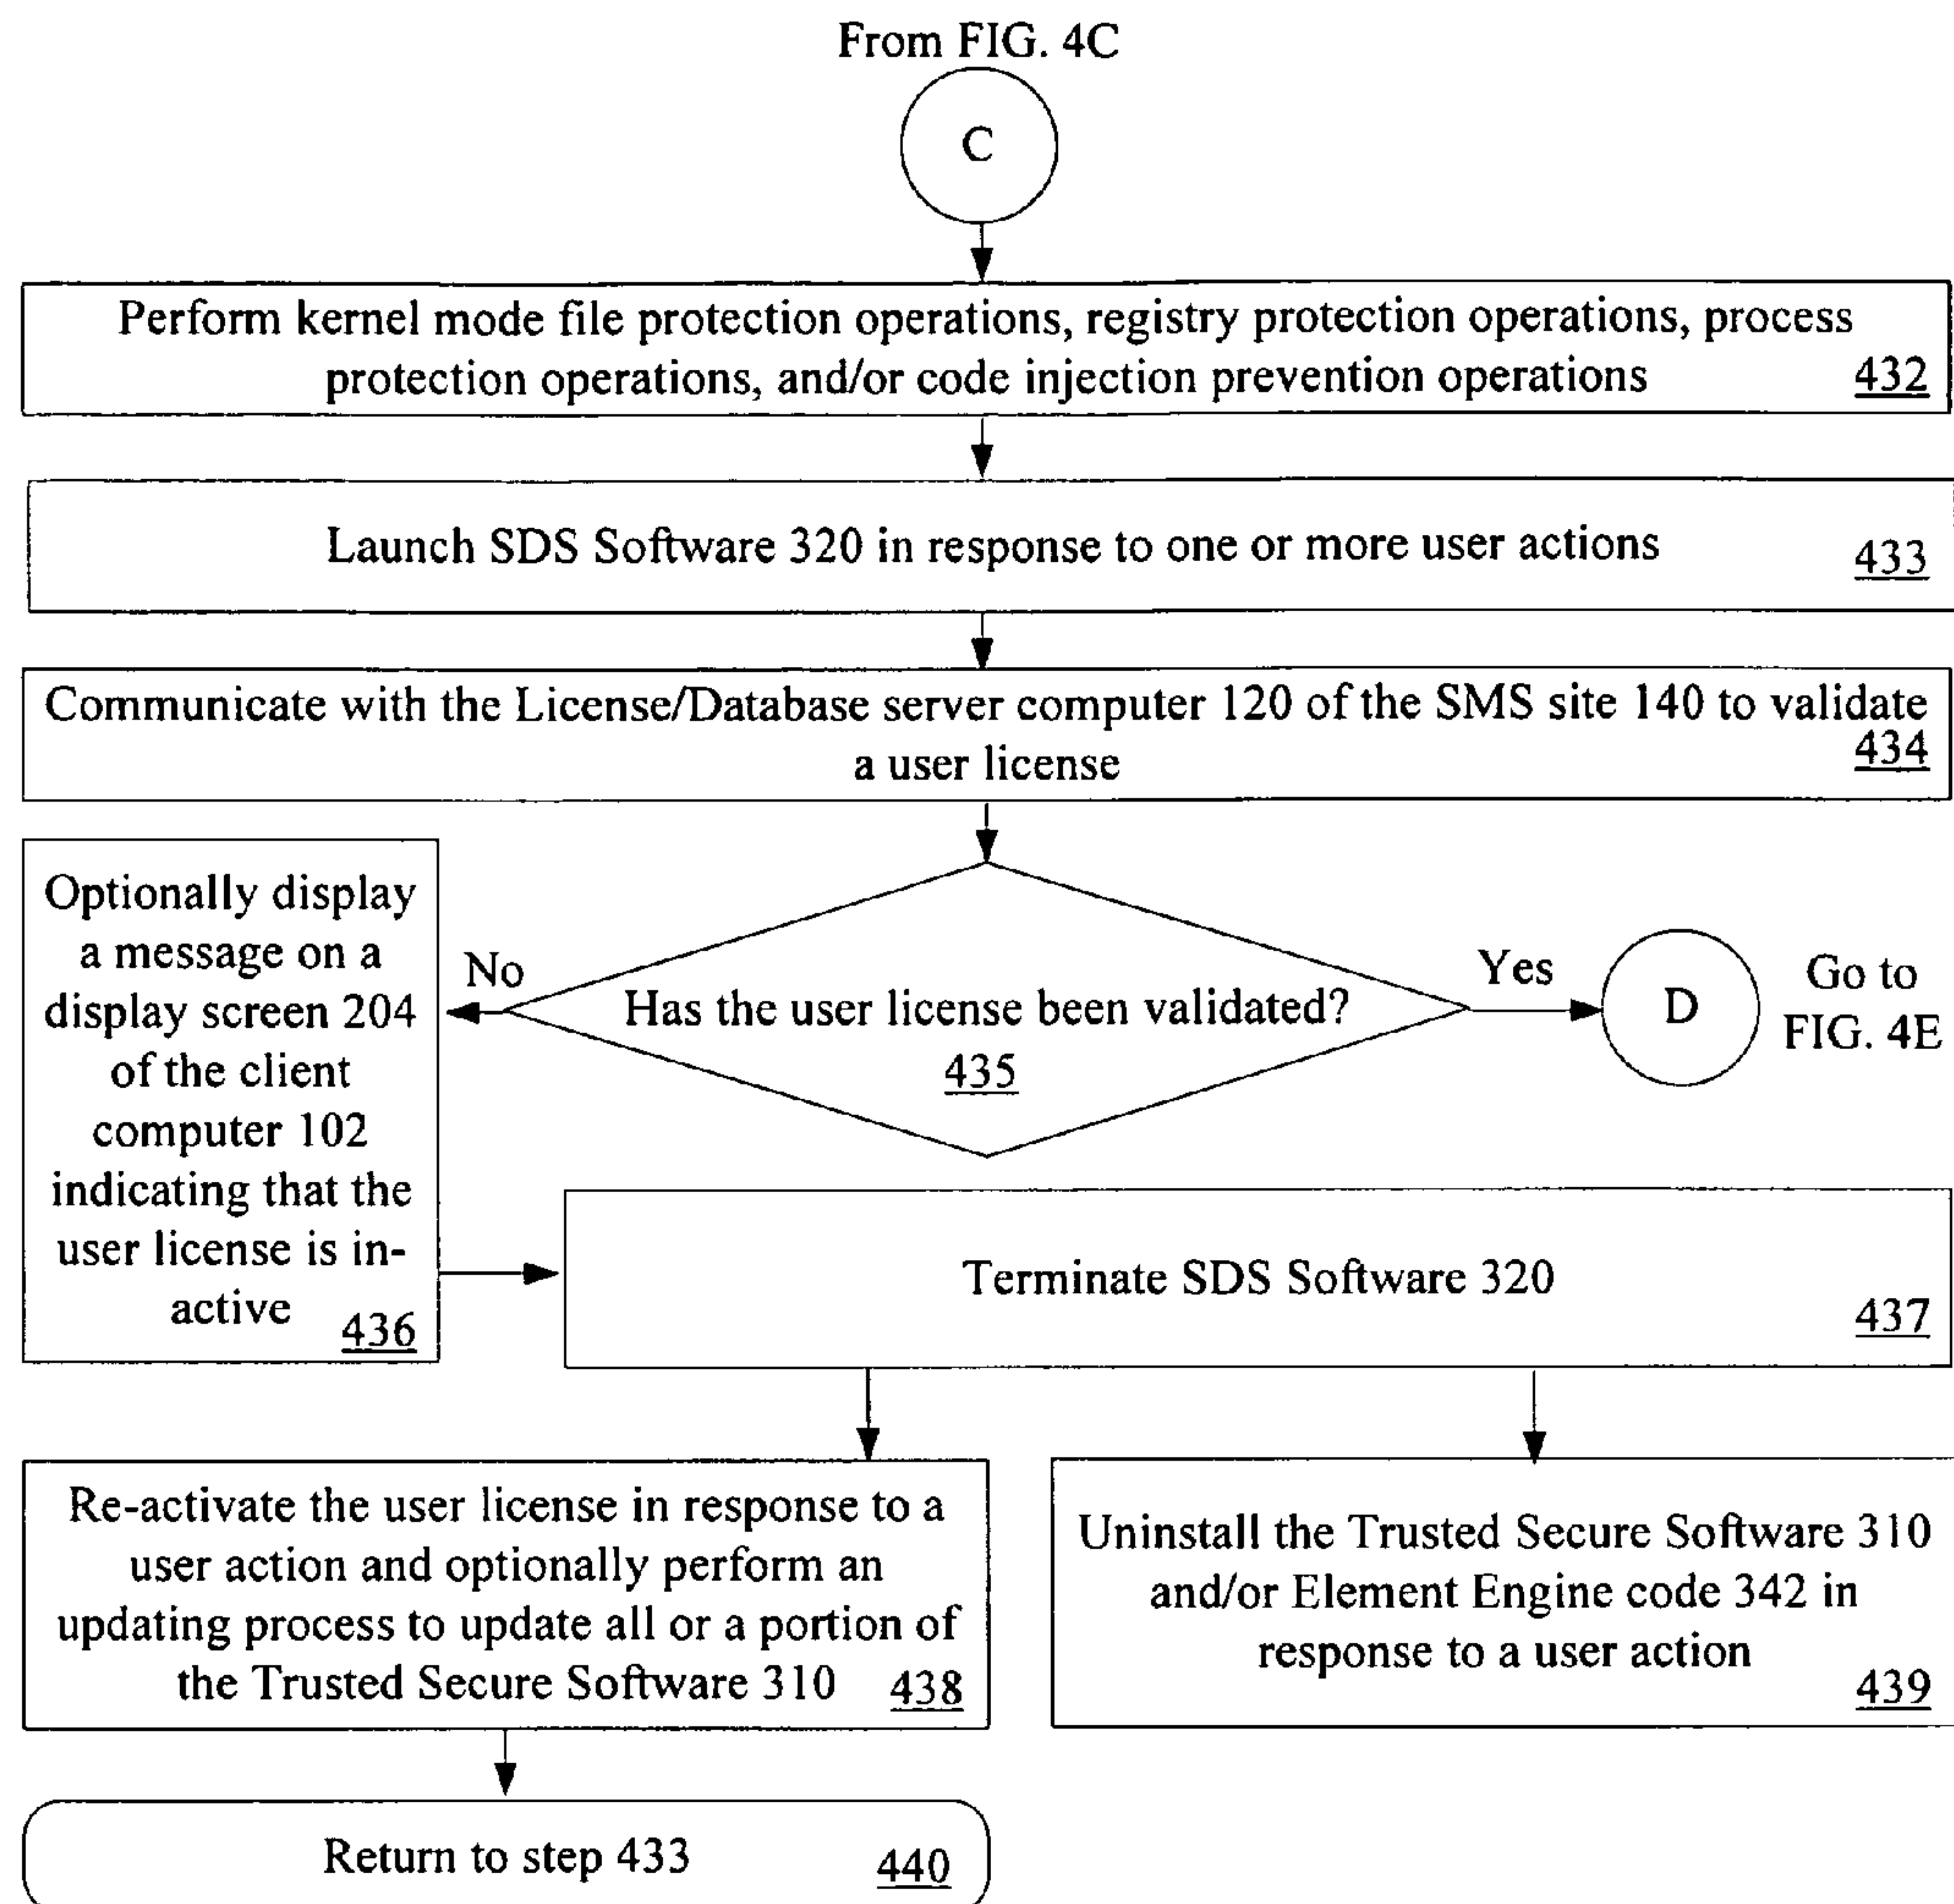 From FIG. 4C
C
Perform kernel mode file protection operations, registry protection operations, process
protection operations, and/or code injection prevention operations
432
Launch SDS Software 320 in response to one or more user actions
433
Communicate with the License/Database server computer 120 of the SMS site 140 to validate
a user license
434
Optionally display
a message on a
display screen 204
of the client
computer 102
indicating that the
user license is in-
active
436
No
Has the user license been validated?
435
Yes
D
Go to
FIG. 4E
Terminate SDS Software 320
437
Re-activate the user license in response to a
user action and optionally perform an
updating process to update all or a portion of
the Trusted Secure Software 310
438
Uninstall the Trusted Secure Software 310
and/or Element Engine code 342 in
response to a user action
439
Return to step 433
440